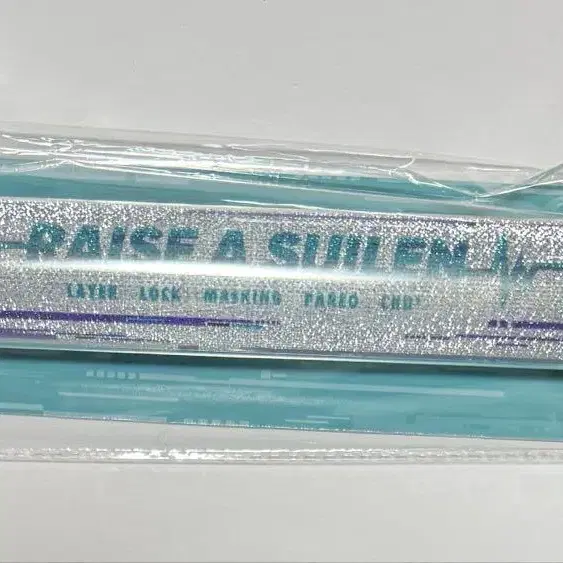 RAISE A SUILEN
LAYER LOCK MASKING PAREO CHU²